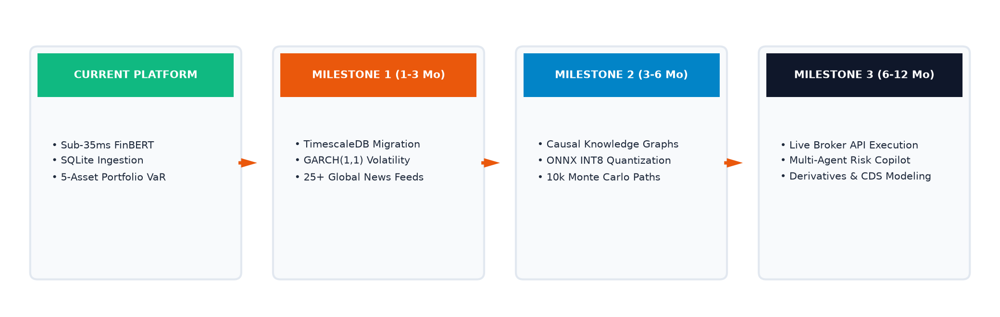 CURRENT PLATFORM
• Sub-35ms FinBERT
• SQLite Ingestion
• 5-Asset Portfolio VaR
MILESTONE 1 (1-3 Mo)
• TimescaleDB Migration
• GARCH(1,1) Volatility
• 25+ Global News Feeds
MILESTONE 2 (3-6 Mo)
• Causal Knowledge Graphs
• ONNX INT8 Quantization
• 10k Monte Carlo Paths
MILESTONE 3 (6-12 Mo)
• Live Broker API Execution
• Multi-Agent Risk Copilot
• Derivatives & CDS Modeling